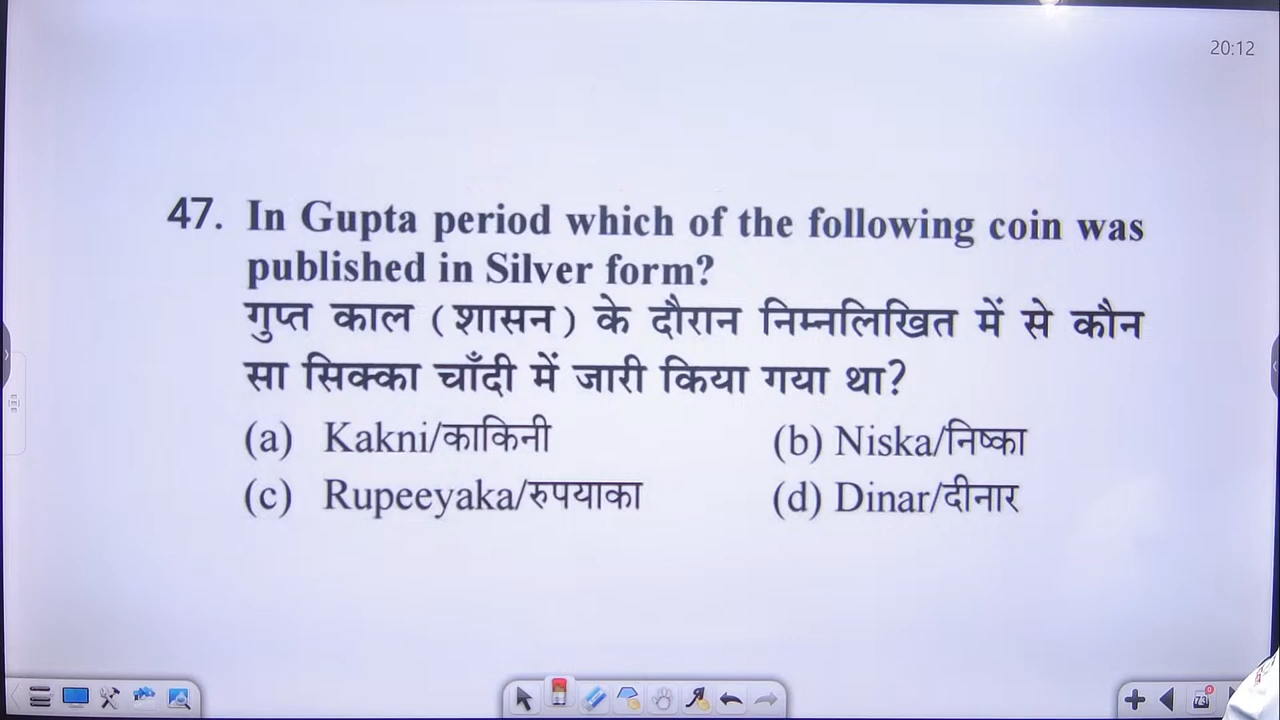 20:12
47. In Gupta period which of the following coin was
published in Silver form?
गुप्त काल (शासन) के दौरान निम्नलिखित में से कौन
सा सिक्का चाँदी में जारी किया गया था?
(a) Kakni/काकिनी (b) Niska/निष्का
(c) Rupeeyaka/रुपयाका (d) Dinar/दीनार
73